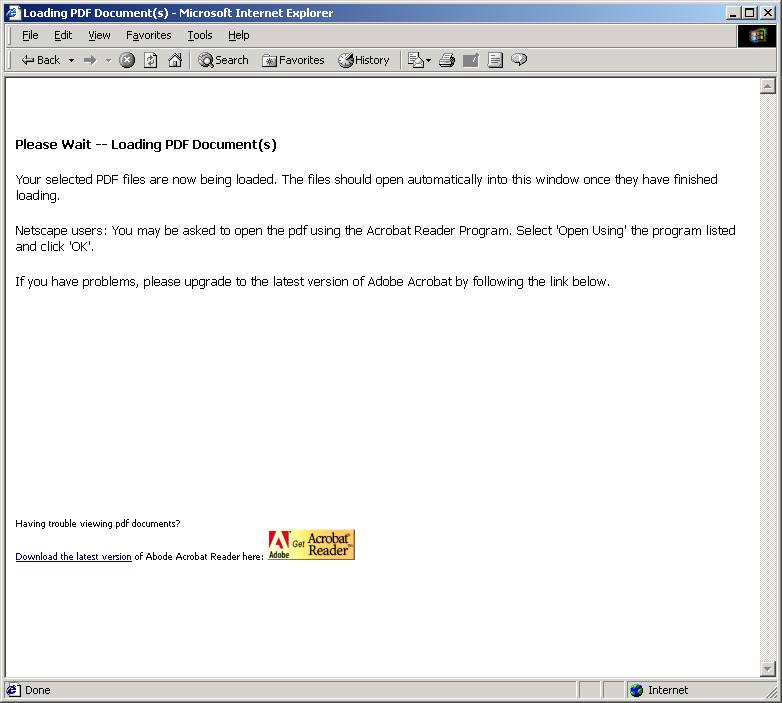 Loading PDF Document(s) - Microsoft Internet Explorer
File Edit View Favorites Tools Help
Back Search Favorites History
Please Wait -- Loading PDF Document(s)
Your selected PDF files are now being loaded. The files should open automatically into this window once they have finished
loading.
Netscape users: You may be asked to open the pdf using the Acrobat Reader Program. Select 'Open Using' the program listed
and click 'OK'.
If you have problems, please upgrade to the latest version of Adobe Acrobat by following the link below.
Having trouble viewing pdf documents?
Download the latest version of Abode Acrobat Reader here:
Adobe Get Acrobat Reader
Done Internet